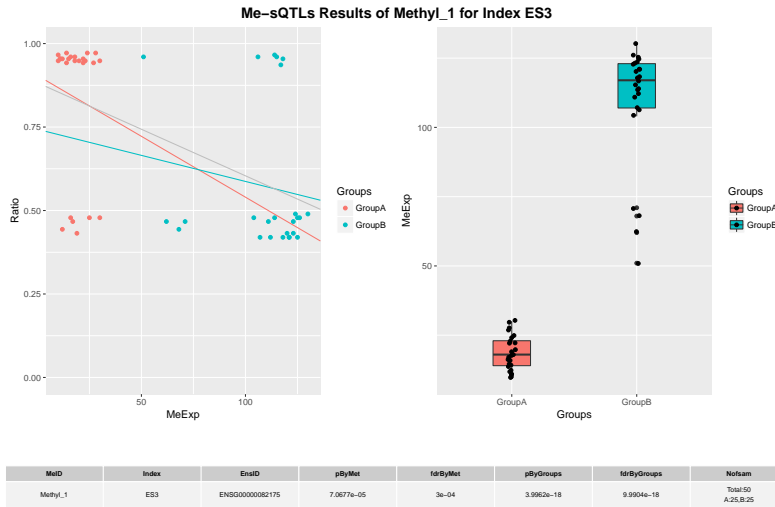 Me−sQTLs Results of Methyl_1 for Index ES3
1.00
0.75
0.50
0.25
0.00
Ratio
50
100
MeExp
Groups
GroupA
GroupB
100
50
MeExp
GroupA
GroupB
Groups
Groups
GroupA
GroupB
MeID Index EnsID pByMet fdrByMet pByGroups fdrByGroups Nofsam
Methyl_1 ES3 ENSG00000082175 7.0677e−05 3e−04 3.9962e−18 9.9904e−18 Total:50
A:25,B:25